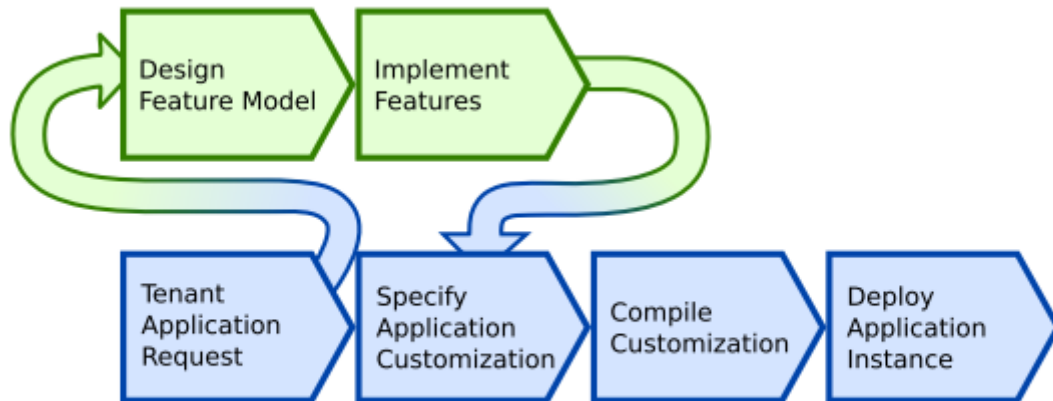 Design
Feature Model
Implement
Features
Tenant
Application
Request
Specify
Application
Customization
Compile
Customization
Deploy
Application
Instance